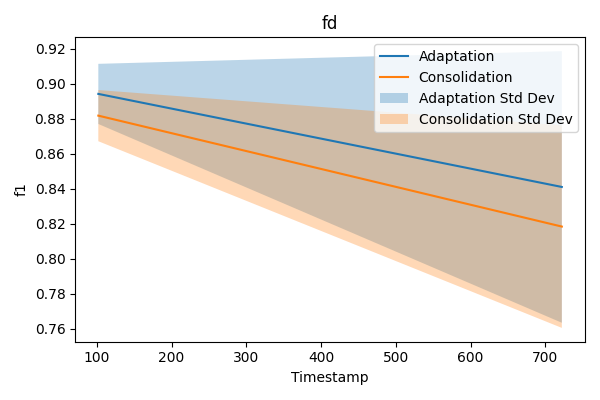 fd
f1
0.92
0.90
0.88
0.86
0.84
0.82
0.80
0.78
0.76
Adaptation
Consolidation
Adaptation Std Dev
Consolidation Std Dev
100 200 300 400 500 600 700
Timestamp